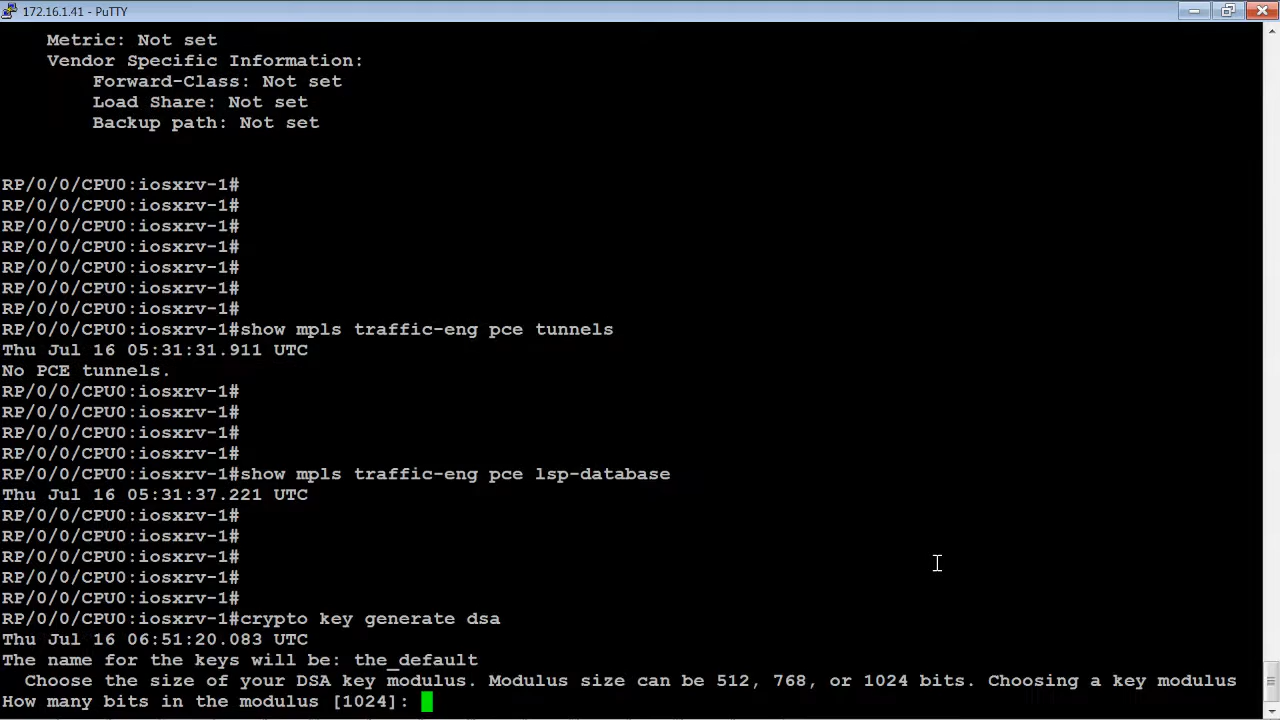 172.16.1.41 - PuTTY
Metric: Not set
Vendor Specific Information:
Forward-Class: Not set
Load Share: Not set
Backup path: Not set
RP/0/0/CPU0:iosxrv-1#
RP/0/0/CPU0:iosxrv-1#
RP/0/0/CPU0:iosxrv-1#
RP/0/0/CPU0:iosxrv-1#
RP/0/0/CPU0:iosxrv-1#
RP/0/0/CPU0:iosxrv-1#
RP/0/0/CPU0:iosxrv-1#
RP/0/0/CPU0:iosxrv-1#show mpls traffic-eng pce tunnels
Thu Jul 16 05:31:31.911 UTC
No PCE tunnels.
RP/0/0/CPU0:iosxrv-1#
RP/0/0/CPU0:iosxrv-1#
RP/0/0/CPU0:iosxrv-1#
RP/0/0/CPU0:iosxrv-1#
RP/0/0/CPU0:iosxrv-1#show mpls traffic-eng pce lsp-database
Thu Jul 16 05:31:37.221 UTC
RP/0/0/CPU0:iosxrv-1#
RP/0/0/CPU0:iosxrv-1#
RP/0/0/CPU0:iosxrv-1#
RP/0/0/CPU0:iosxrv-1#
RP/0/0/CPU0:iosxrv-1#
RP/0/0/CPU0:iosxrv-1#crypto key generate dsa
Thu Jul 16 06:51:20.083 UTC
The name for the keys will be: the_default
Choose the size of your DSA key modulus. Modulus size can be 512, 768, or 1024 bits. Choosing a key modulus
How many bits in the modulus [1024]: